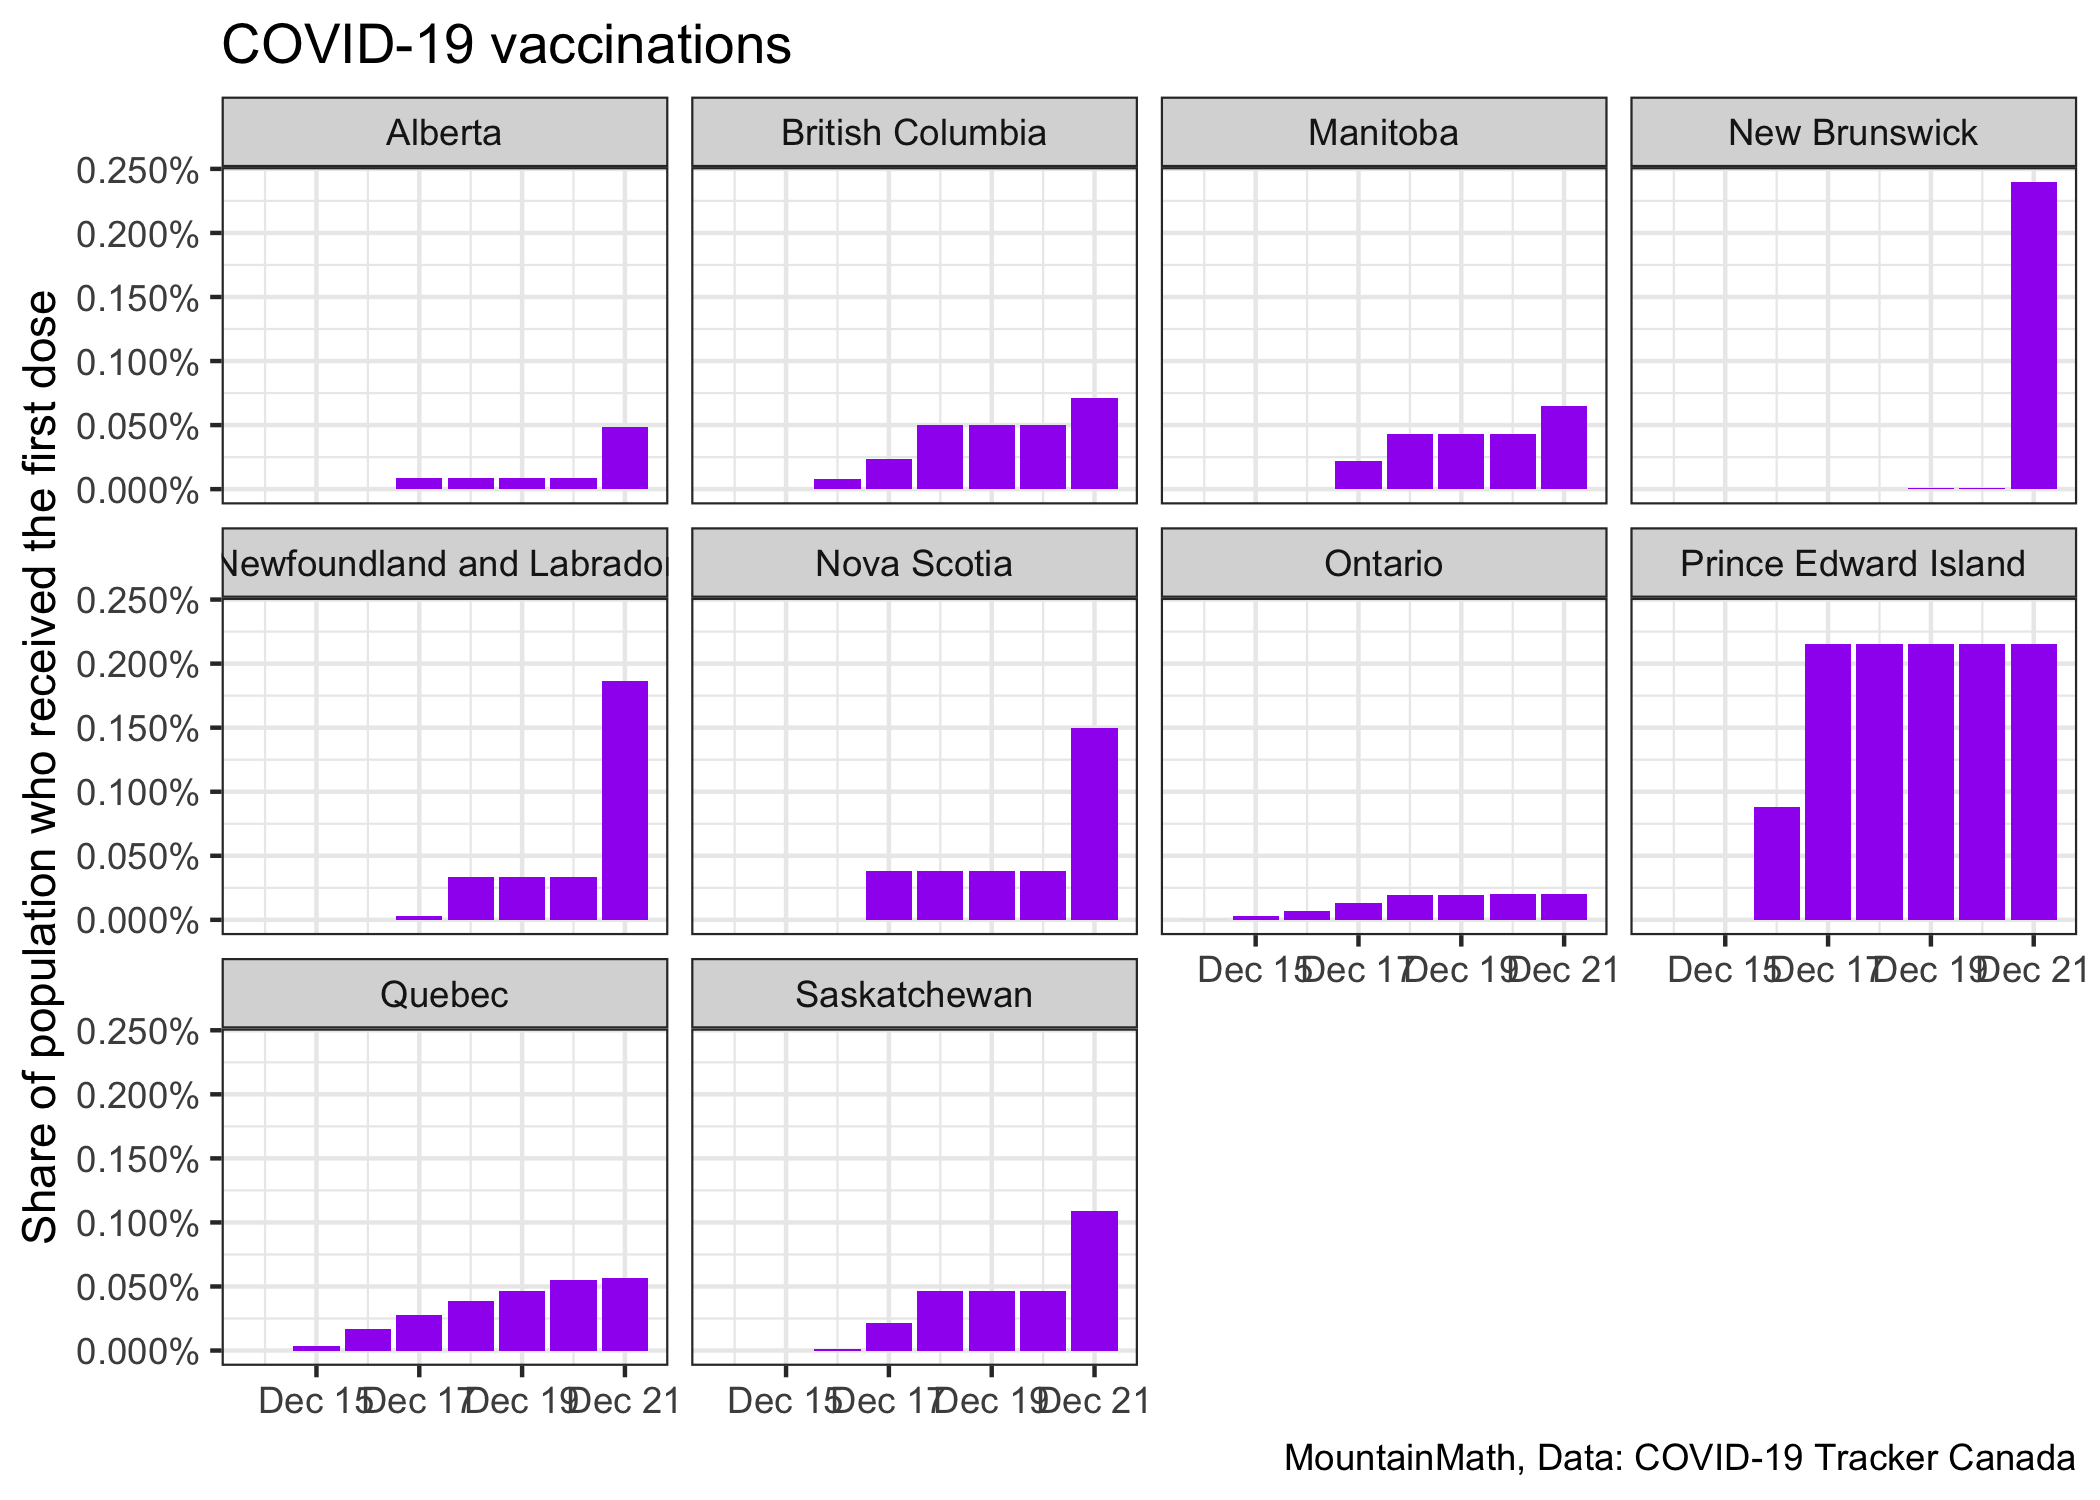 COVID-19 vaccinations
Share of population who received the first dose
Alberta
British Columbia
Manitoba
New Brunswick
0.250%
0.200%
0.150%
0.100%
0.050%
0.000%
Newfoundland and Labrador
Nova Scotia
Ontario
Prince Edward Island
0.250%
0.200%
0.150%
0.100%
0.050%
0.000%
Dec 15 Dec 17 Dec 19 Dec 21
Dec 15 Dec 17 Dec 19 Dec 21
Quebec
Saskatchewan
0.250%
0.200%
0.150%
0.100%
0.050%
0.000%
Dec 15 Dec 17 Dec 19 Dec 21
Dec 15 Dec 17 Dec 19 Dec 21
MountainMath, Data: COVID-19 Tracker Canada